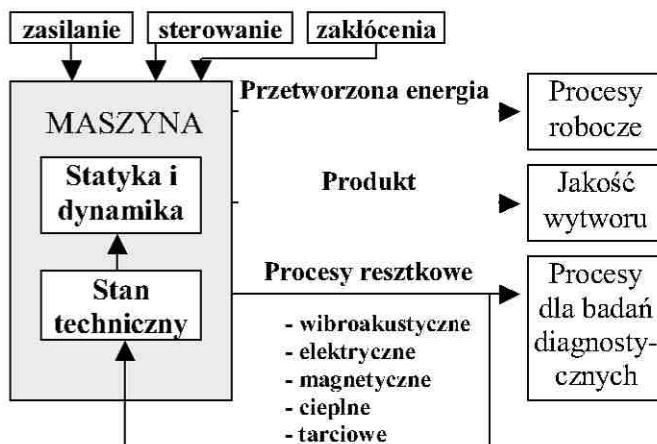 zasilanie
sterowanie
zakłócenia
MASZYNA
Statyka i
dynamika
Stan
techniczny
Przetworzona energia
Procesy
robocze
Produkt
Jakość
wytworu
Procesy resztkowe
- wibroakustyczne
- elektryczne
- magnetyczne
- cieplne
- tarciowe
Procesy
dla badań
diagnosty-
cznych